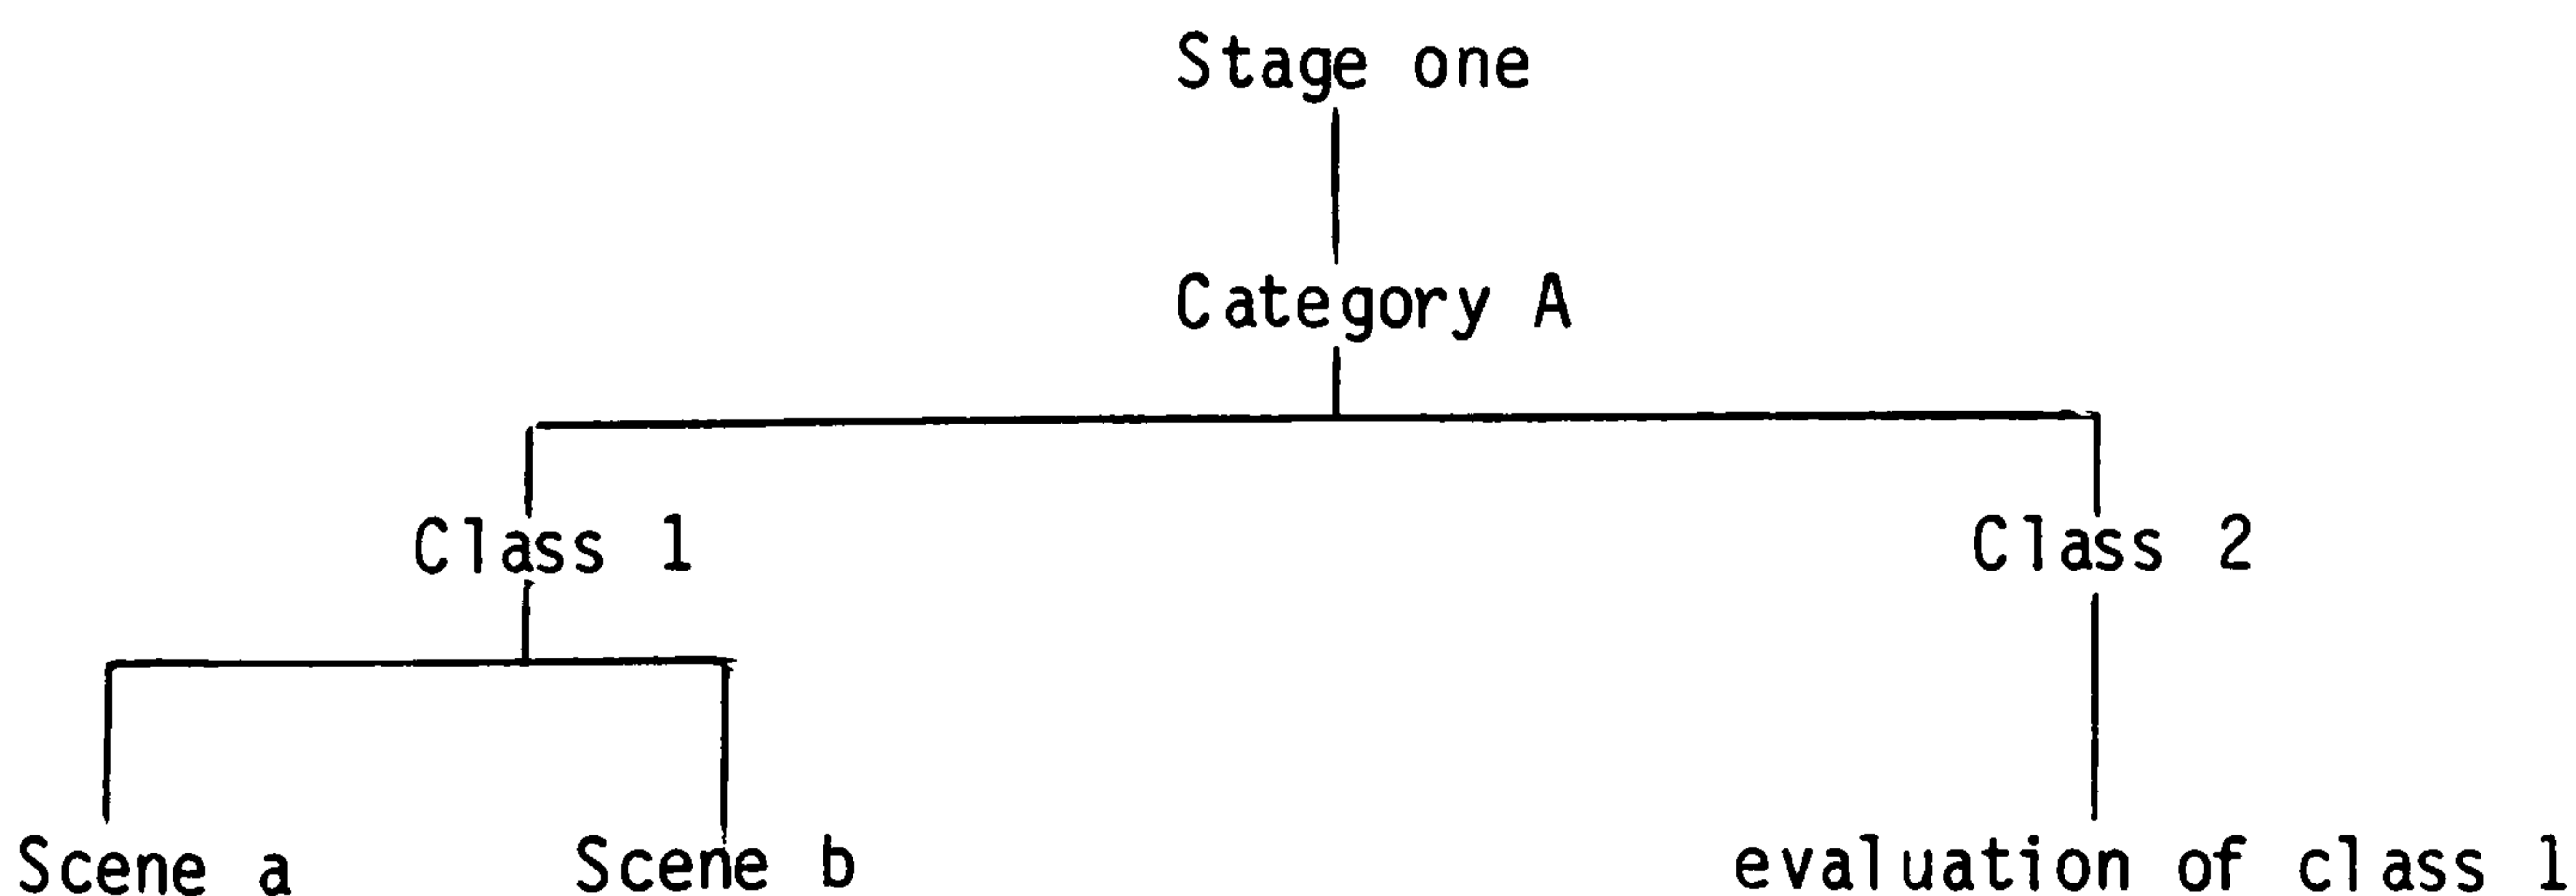 Stage one
Category A
Class 1
Class 2
Scene a
Scene b
evaluation of class 1